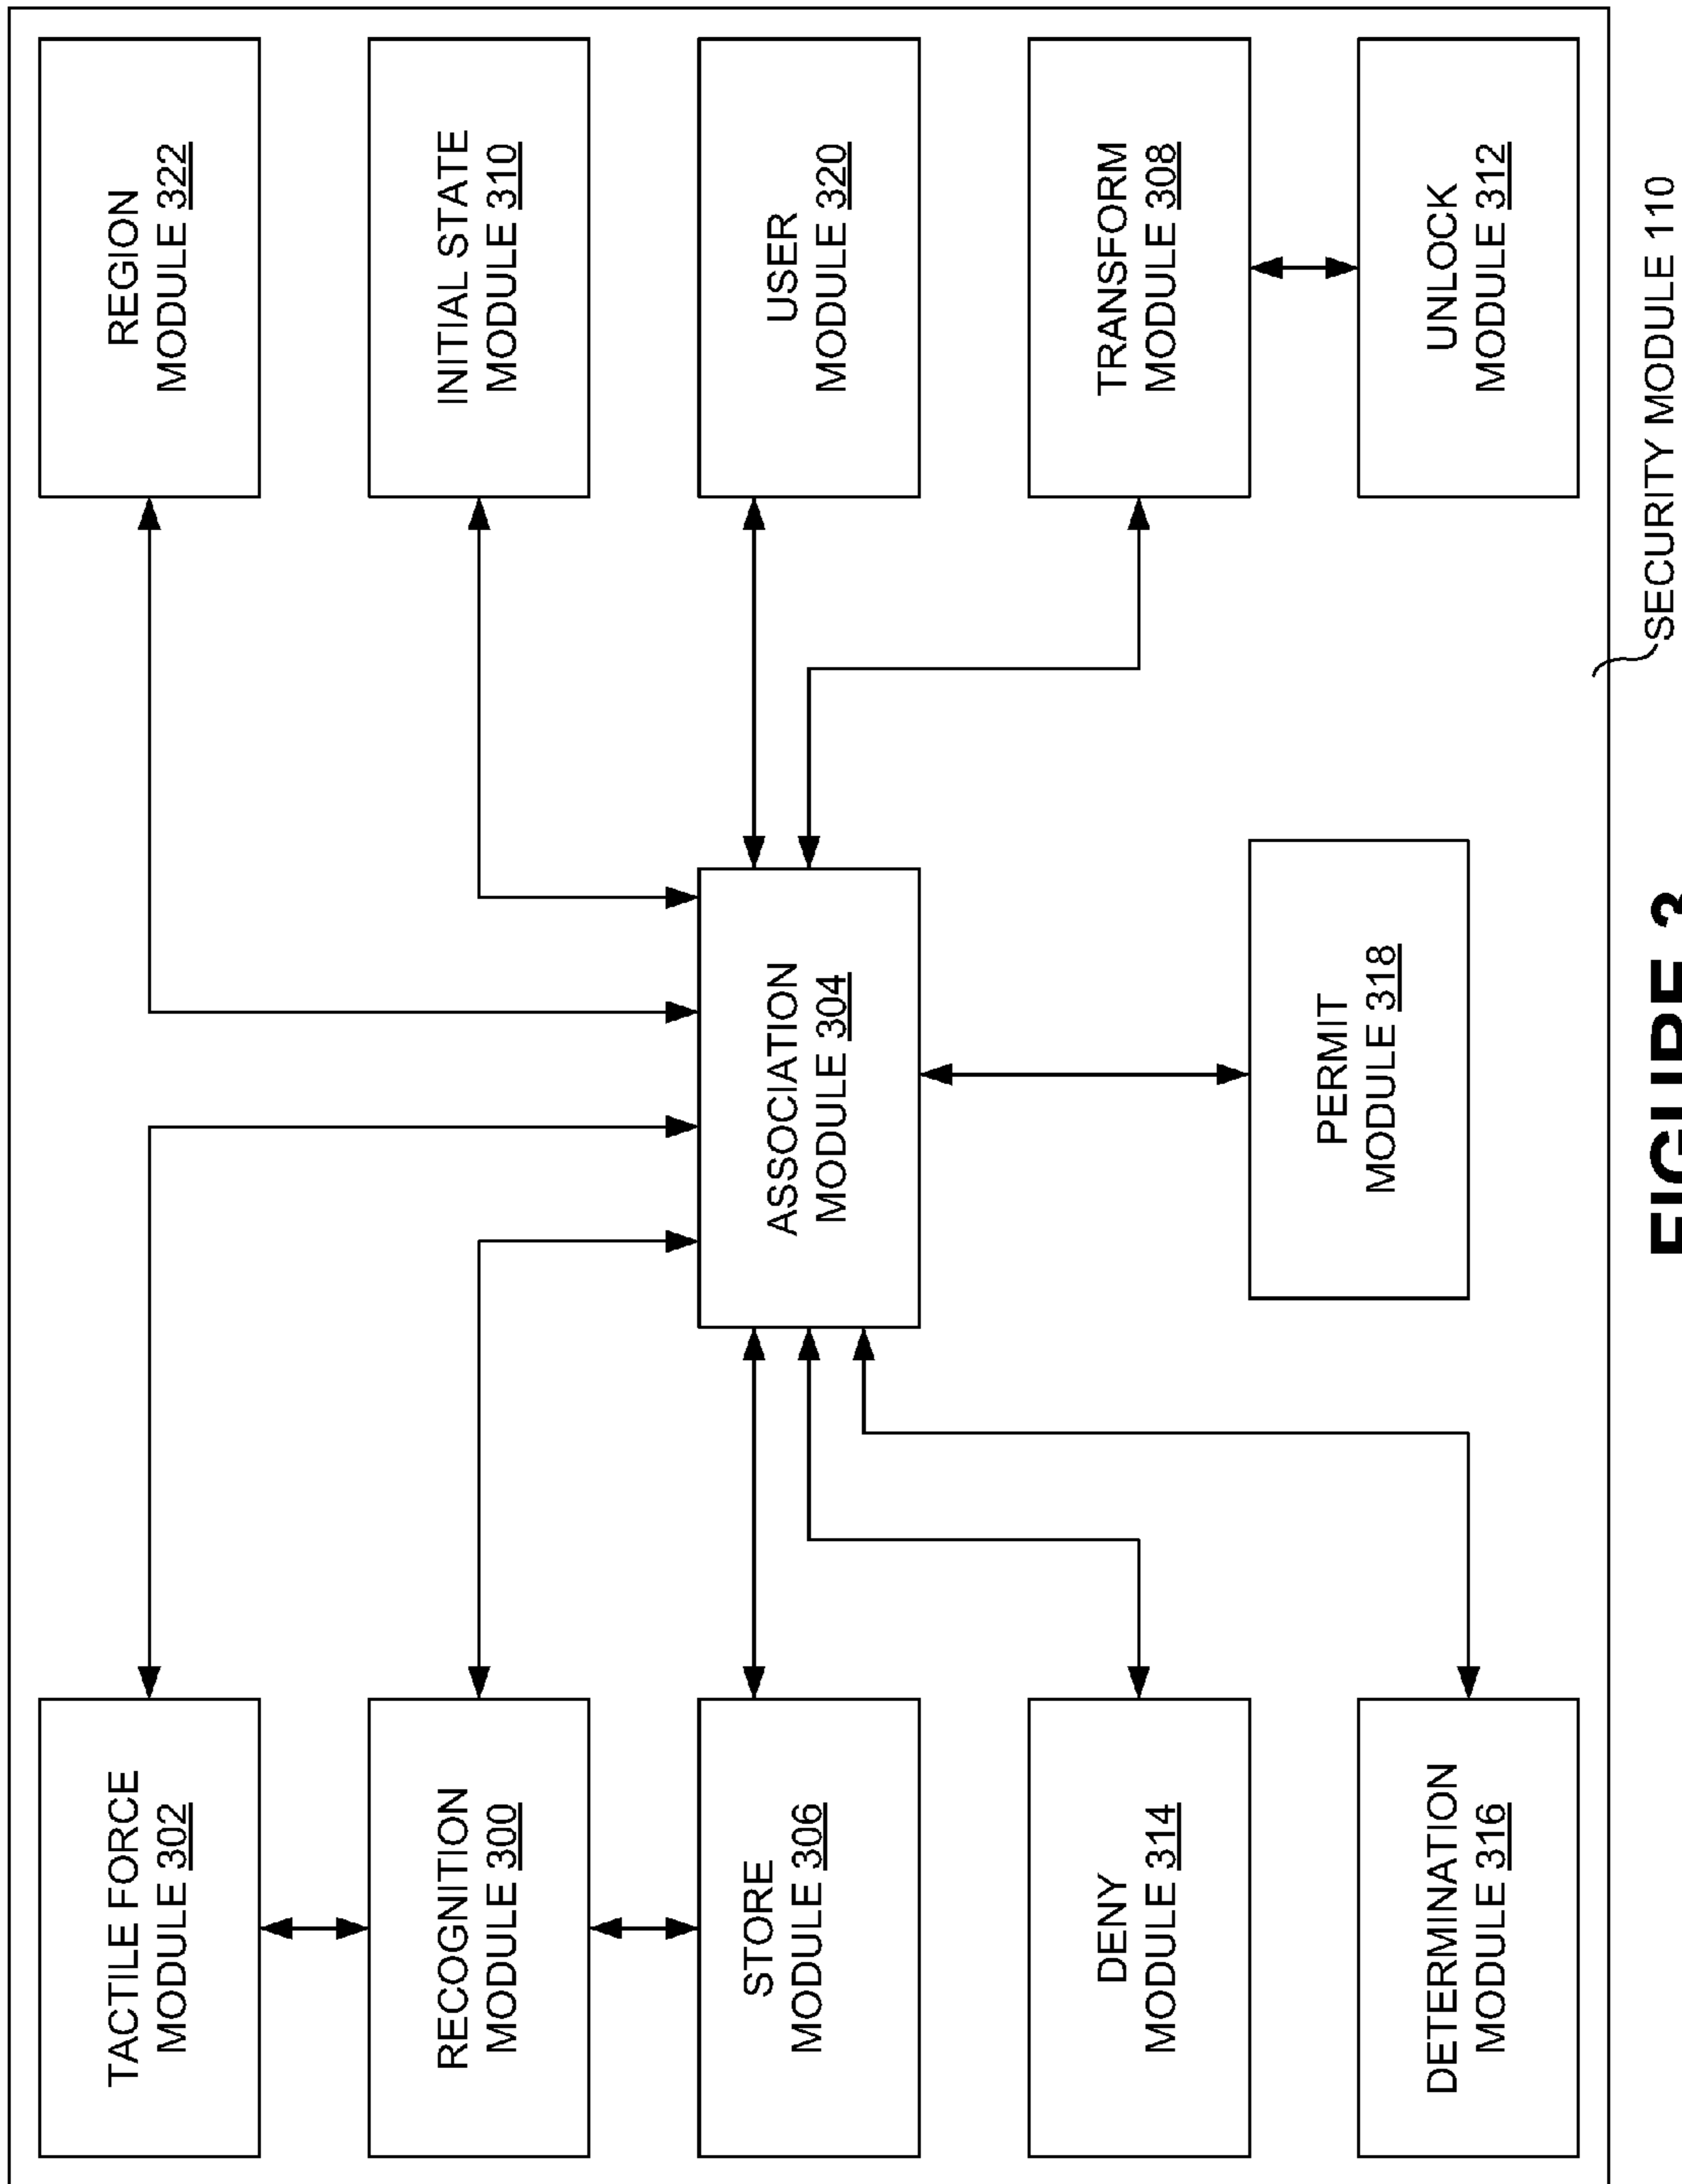 TACTILE FORCE
MODULE 302
RECOGNITION
MODULE 300
STORE
MODULE 306
DENY
MODULE 314
DETERMINATION
MODULE 316
ASSOCIATION
MODULE 304
PERMIT
MODULE 318
REGION
MODULE 322
INITIAL STATE
MODULE 310
USER
MODULE 320
TRANSFORM
MODULE 308
UNLOCK
MODULE 312
SECURITY MODULE 110
FIGURE 3